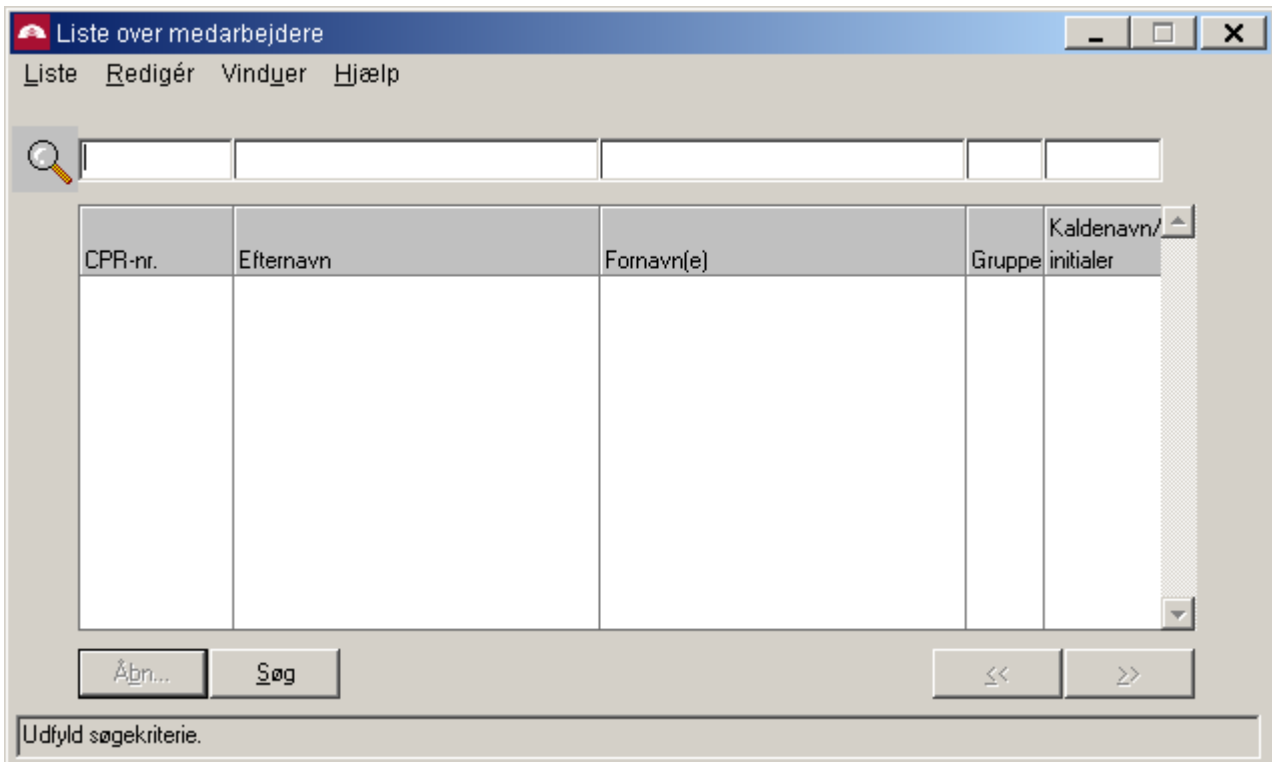 Liste over medarbejdere
Liste Redigér Vinduer Hjælp
CPR-nr. Efternavn Fornavn(e) Gruppe Kaldenavn/
initialer
Åbn... Søg << >>
Udfyld søgekriterie.